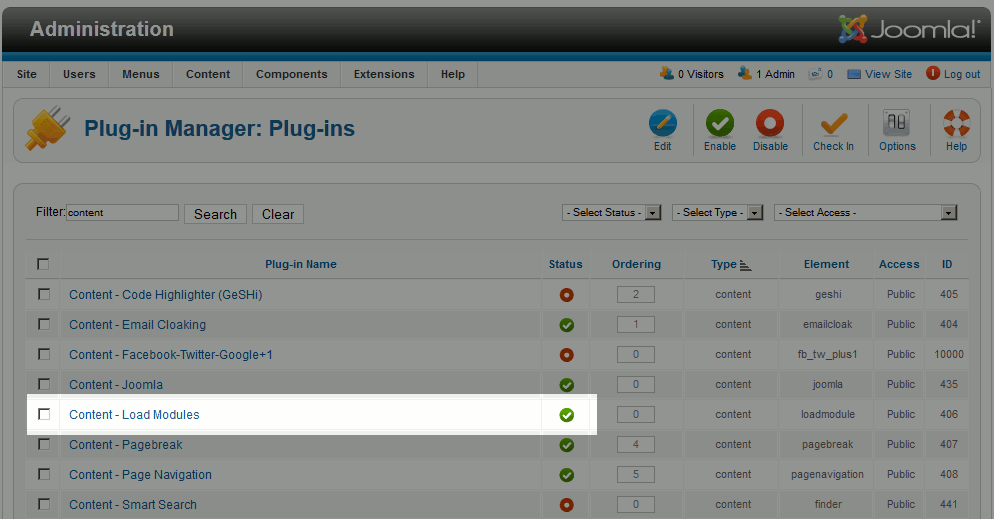 Administration
Joomla!
Site Users Menus Content Components Extensions Help 0 Visitors 1 Admin 0 View Site Log out
Plug-in Manager: Plug-ins
Edit Enable Disable Check In Options Help
Filter: content Search Clear - Select Status - - Select Type - - Select Access -
Plug-in Name Status Ordering Type Element Access ID
Content - Code Highlighter (GeSHi) 2 content geshi Public 405
Content - Email Cloaking 1 content emailcloak Public 404
Content - Facebook-Twitter-Google+1 0 content fb_tw_plus1 Public 10000
Content - Joomla 0 content joomla Public 435
Content - Load Modules 0 content loadmodule Public 406
Content - Pagebreak 4 content pagebreak Public 407
Content - Page Navigation 5 content pagenavigation Public 408
Content - Smart Search 0 content finder Public 441